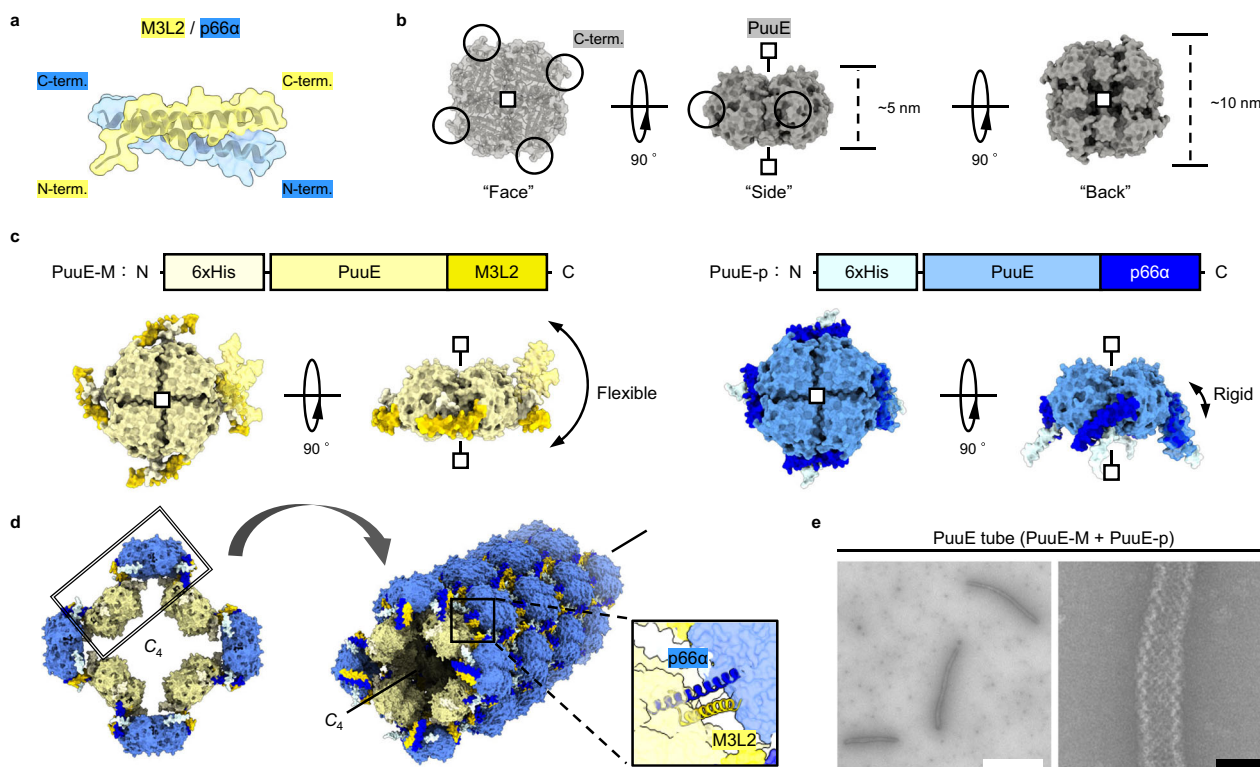 a
M3L2 / p66α
C-term.
C-term.
N-term.
N-term.
b
C-term.
PuuE
90 °
~5 nm
90 °
~10 nm
"Face"
"Side"
"Back"
c
PuuE-M : N 6xHis PuuE M3L2 C
90 °
Flexible
PuuE-p : N 6xHis PuuE p66α C
90 °
Rigid
d
C₄
C₄
p66α
M3L2
e
PuuE tube (PuuE-M + PuuE-p)